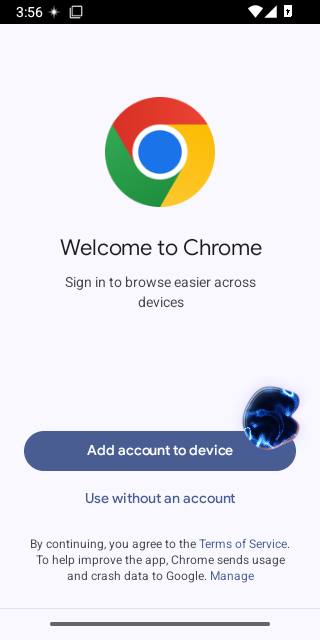 3:56
Welcome to Chrome
Sign in to browse easier across
devices
Add account to device
Use without an account
By continuing, you agree to the Terms of Service.
To help improve the app, Chrome sends usage
and crash data to Google. Manage